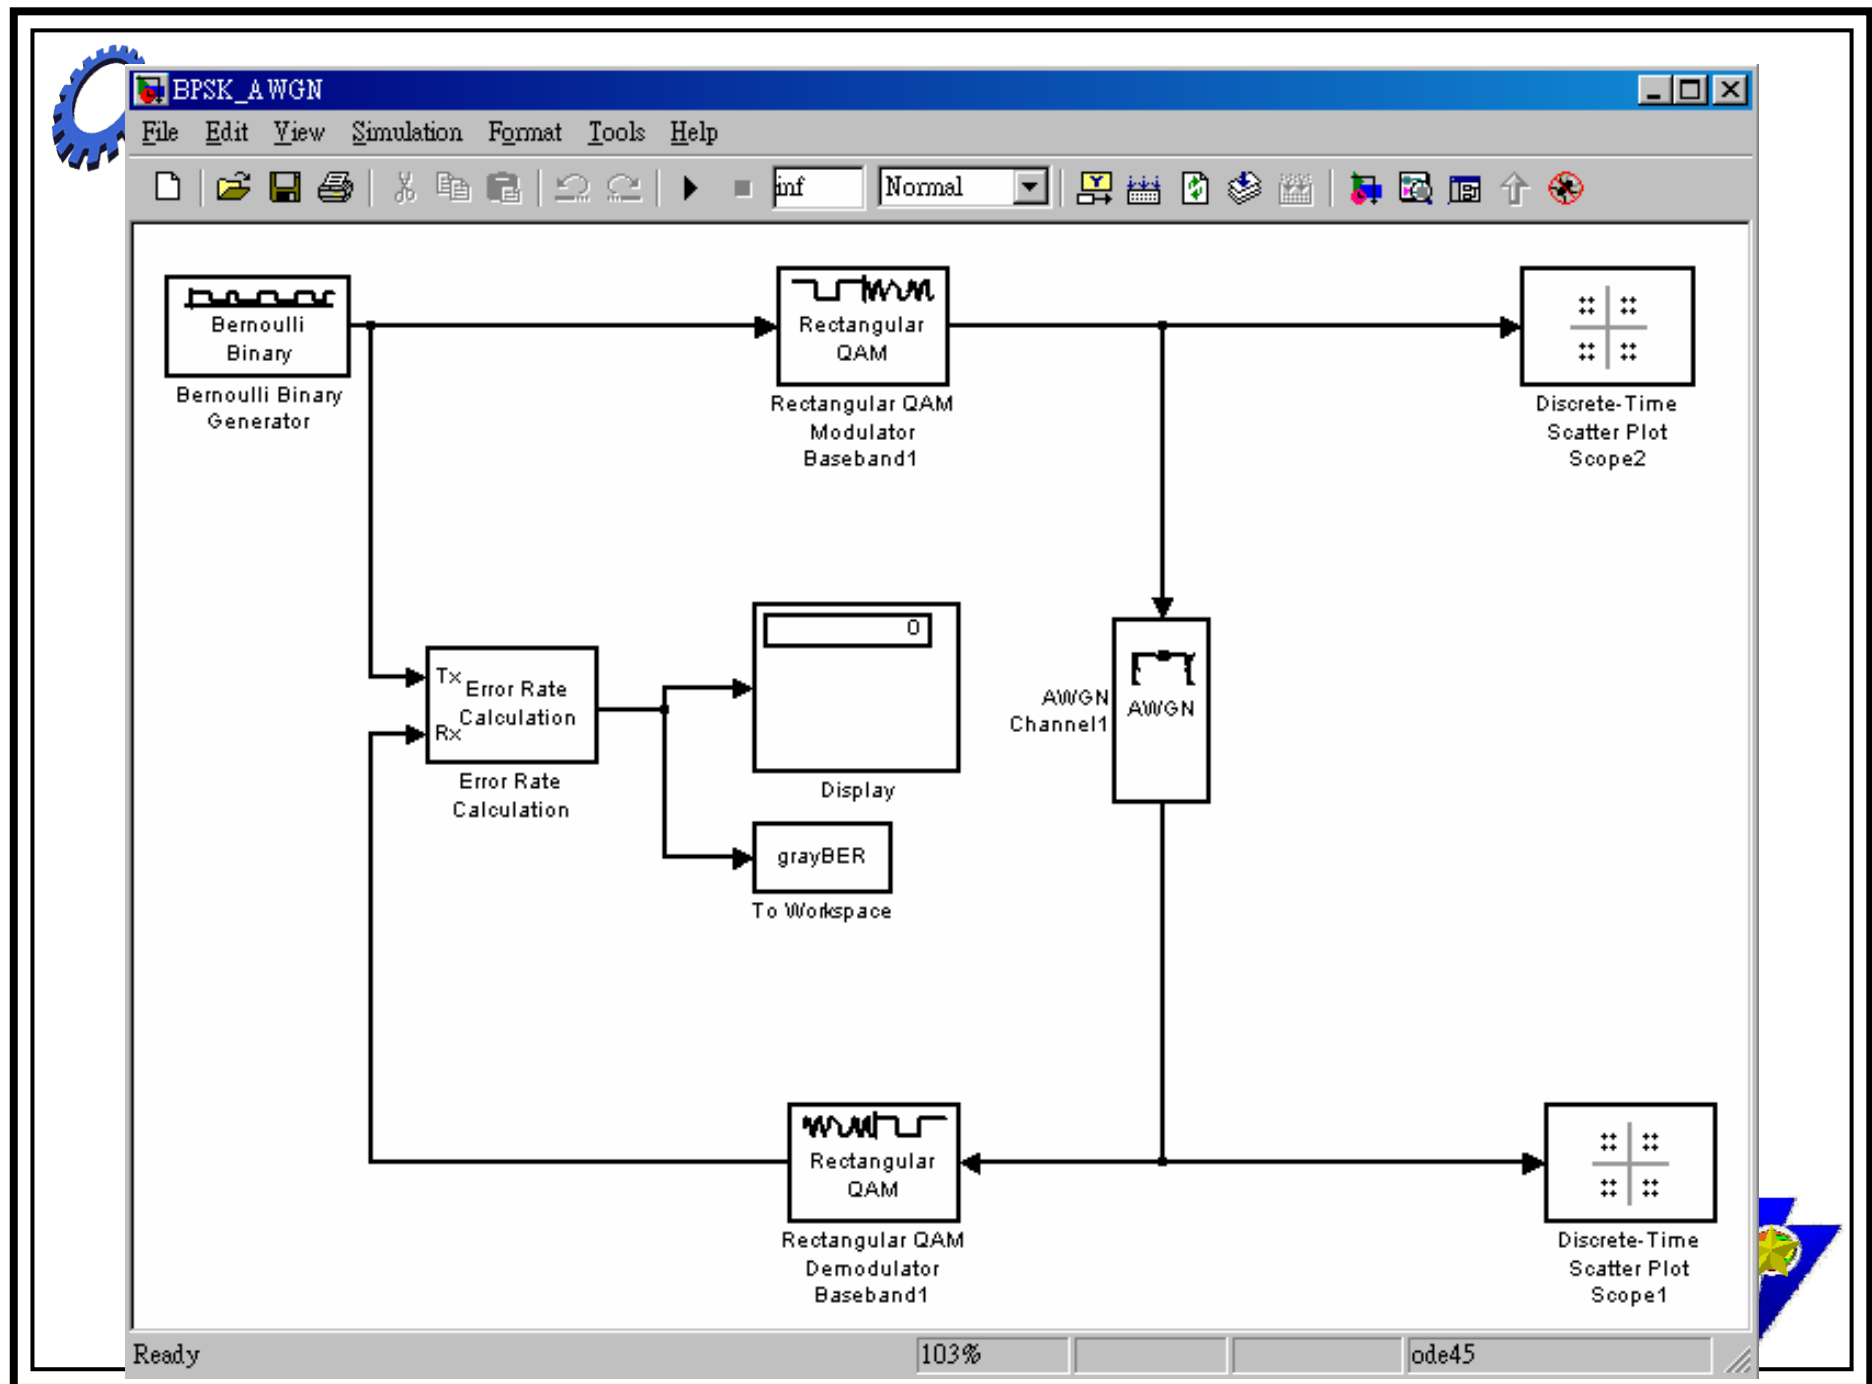 BPSK_AWGN
File Edit View Simulation Format Tools Help
inf Normal
Bernoulli
Binary
Bernoulli Binary
Generator
Rectangular
QAM
Rectangular QAM
Modulator
Baseband1
Discrete-Time
Scatter Plot
Scope2
Tx
Rx
Error Rate
Calculation
Error Rate
Calculation
0
Display
grayBER
To Workspace
AWGN
Channel1
AWGN
Rectangular
QAM
Rectangular QAM
Demodulator
Baseband1
Discrete-Time
Scatter Plot
Scope1
Ready 103% ode45